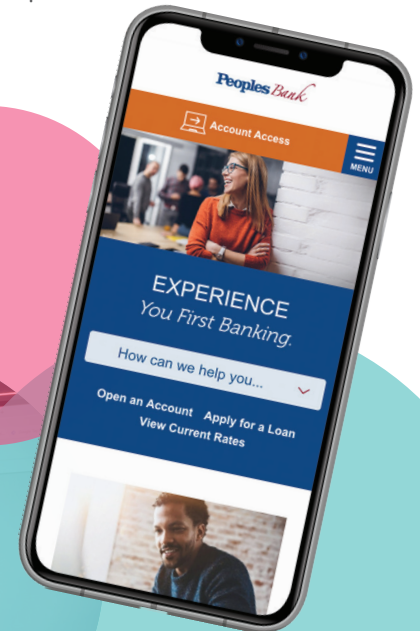 Peoples Bank
Account Access
MENU
EXPERIENCE
You First Banking.
How can we help you...
Open an Account Apply for a Loan
View Current Rates